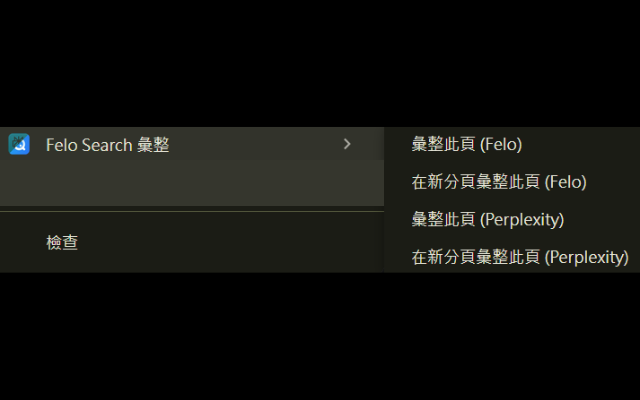 Felo Search 彙整
檢查
彙整此頁 (Felo)
在新分頁彙整此頁 (Felo)
彙整此頁 (Perplexity)
在新分頁彙整此頁 (Perplexity)